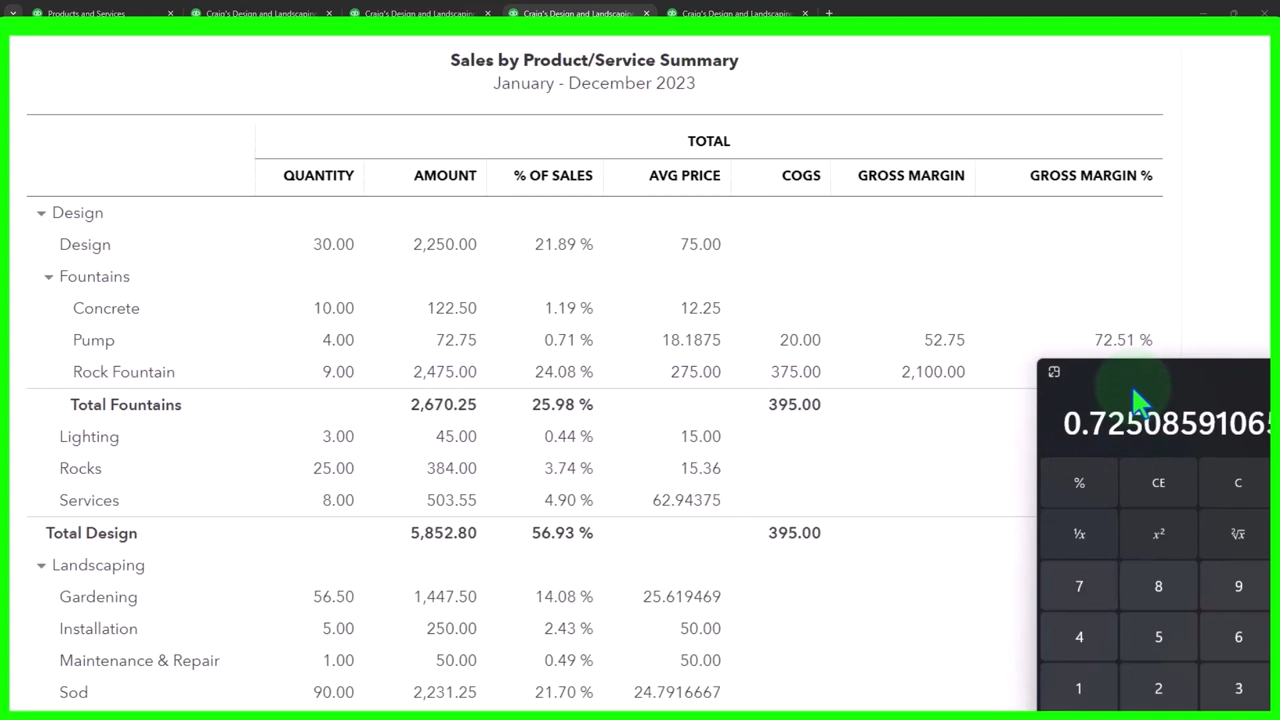 Products and Services Craig's Design and Landscaping Craig's Design and Landscaping Craig's Design and Landscaping Craig's Design and Landscaping
Sales by Product/Service Summary
January - December 2023
TOTAL
QUANTITY AMOUNT % OF SALES AVG PRICE COGS GROSS MARGIN GROSS MARGIN %
Design
Design 30.00 2,250.00 21.89 % 75.00
Fountains
Concrete 10.00 122.50 1.19 % 12.25
Pump 4.00 72.75 0.71 % 18.1875 20.00 52.75 72.51 %
Rock Fountain 9.00 2,475.00 24.08 % 275.00 375.00 2,100.00
Total Fountains 2,670.25 25.98 % 395.00
0.7250859106
Lighting 3.00 45.00 0.44 % 15.00
Rocks 25.00 384.00 3.74 % 15.36
% CE C
Services 8.00 503.55 4.90 % 62.94375
Total Design 5,852.80 56.93 % 395.00
¹/x x² ²√x
Landscaping
7 8 9
Gardening 56.50 1,447.50 14.08 % 25.619469
Installation 5.00 250.00 2.43 % 50.00
4 5 6
Maintenance & Repair 1.00 50.00 0.49 % 50.00
Sod 90.00 2,231.25 21.70 % 24.7916667
1 2 3